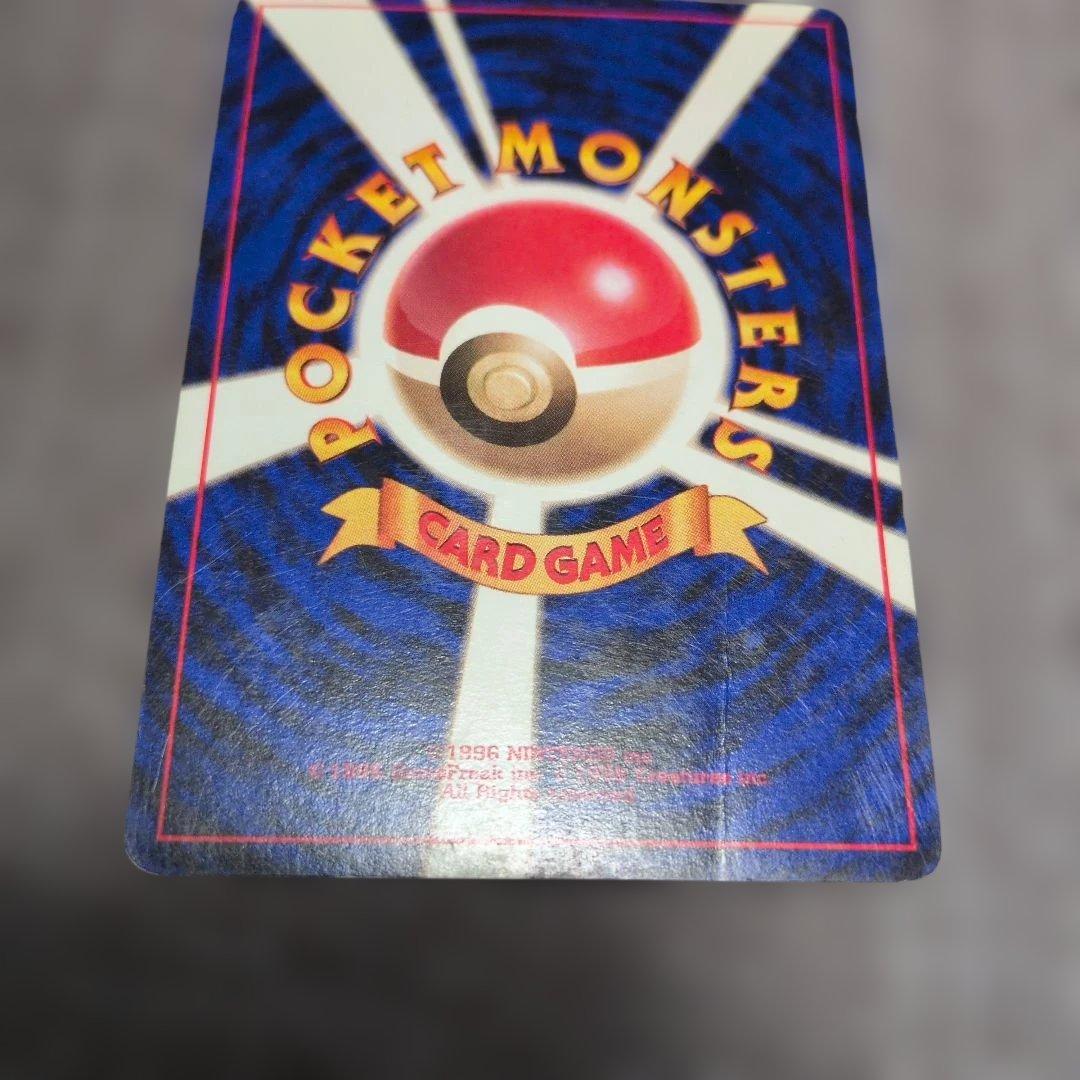 POCKET MONSTERS
CARD GAME
©1996 NINTENDO Inc
© 1996 GameFreak Inc © 1996 Creatures Inc
All Rights reserved